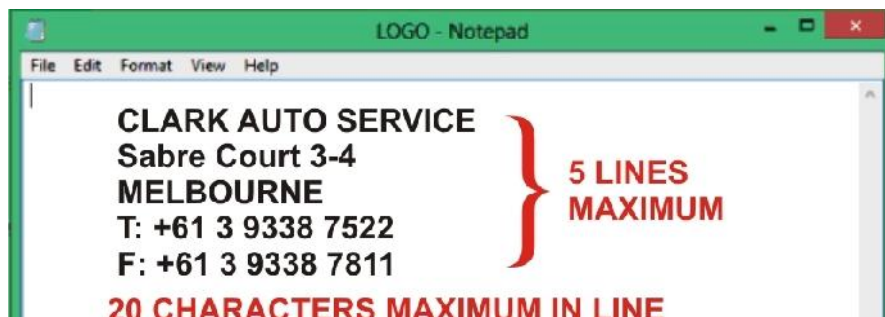 LOGO - Notepad
File Edit Format View Help
CLARK AUTO SERVICE
Sabre Court 3-4
MELBOURNE
T: +61 3 9338 7522
F: +61 3 9338 7811
5 LINES
MAXIMUM
20 CHARACTERS MAXIMUM IN LINE